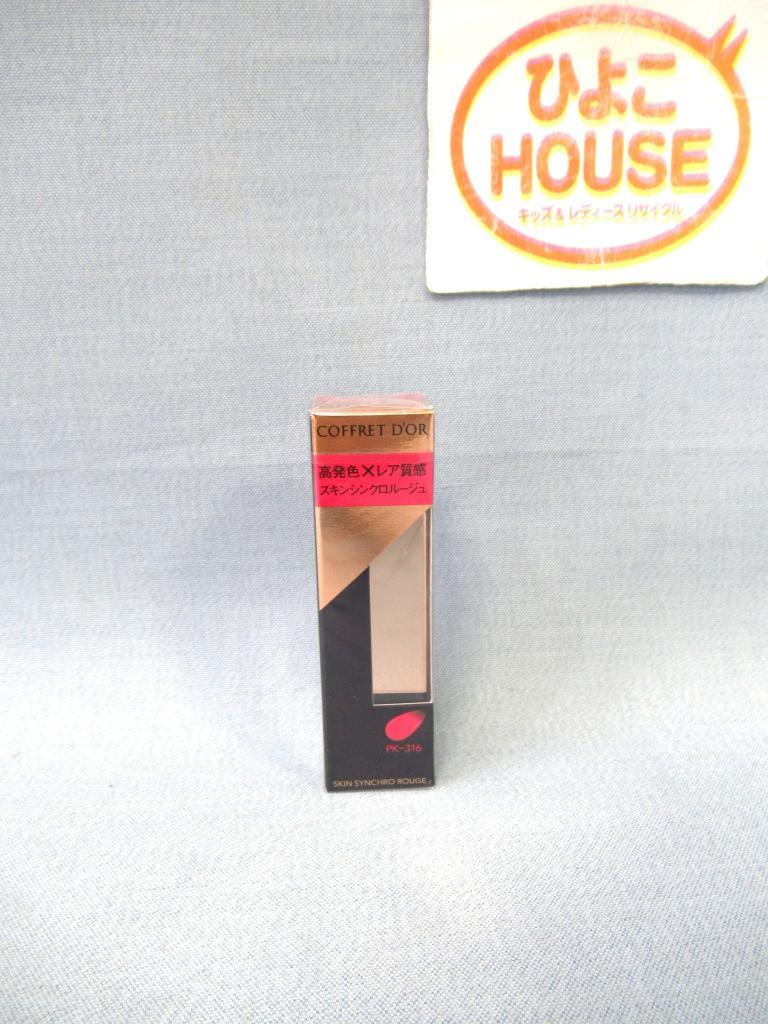 ひよこ
HOUSE
キッズ&レディースリサイクル
COFFRET D'OR
高発色×レア質感
スキンシンクロルージュ
PK-316
SKIN SYNCHRO ROUGE